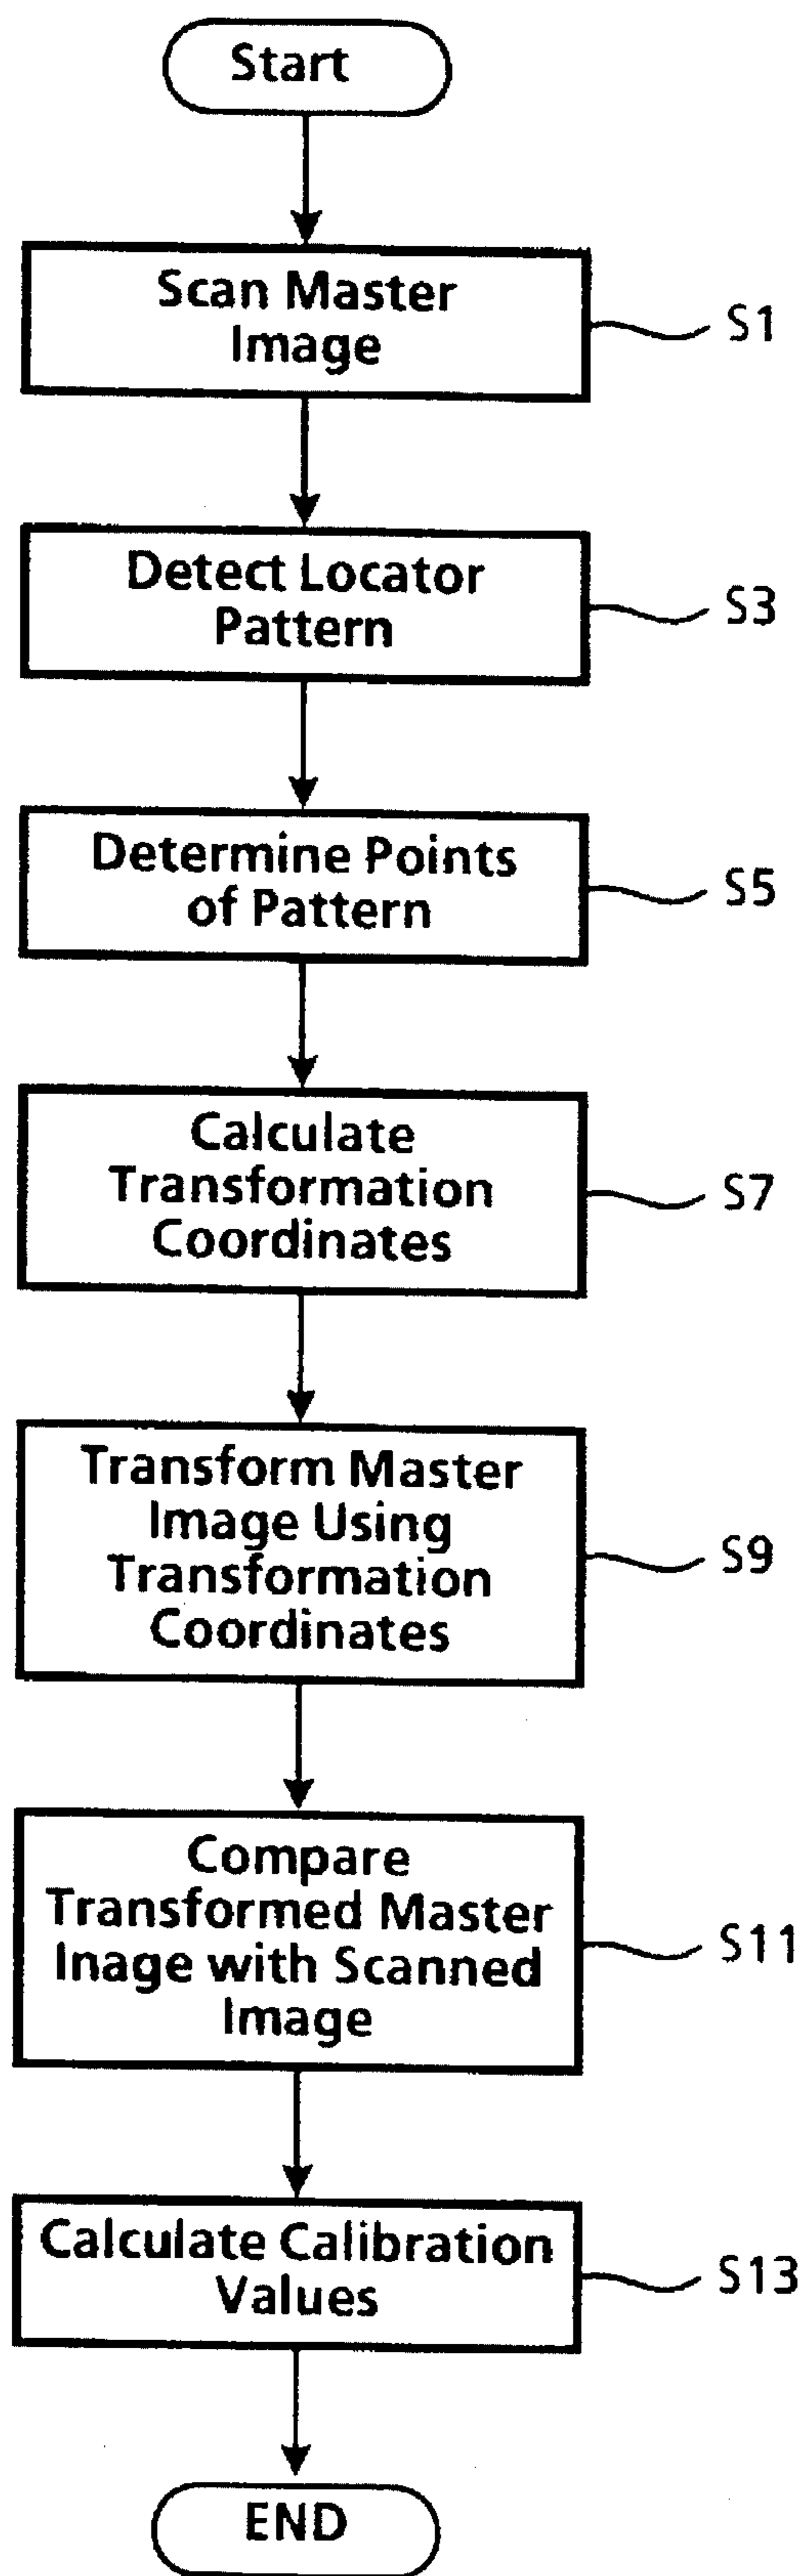 Start
Scan Master
Image
S1
Detect Locator
Pattern
S3
Determine Points
of Pattern
S5
Calculate
Transformation
Coordinates
S7
Transform Master
Image Using
Transformation
Coordinates
S9
Compare
Transformed Master
Inage with Scanned
Image
S11
Calculate Calibration
Values
S13
END